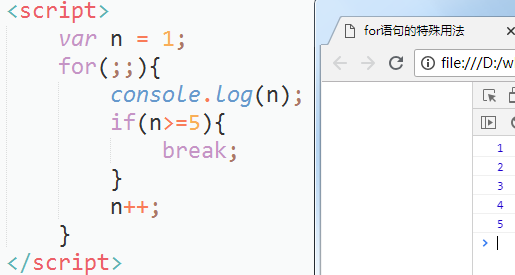 <script>
var n = 1;
for(;;){
console.log(n);
if(n>=5){
break;
}
n++;
}
</script>
for语句的特殊用法
file:///D:/w
1
2
3
4
5
>